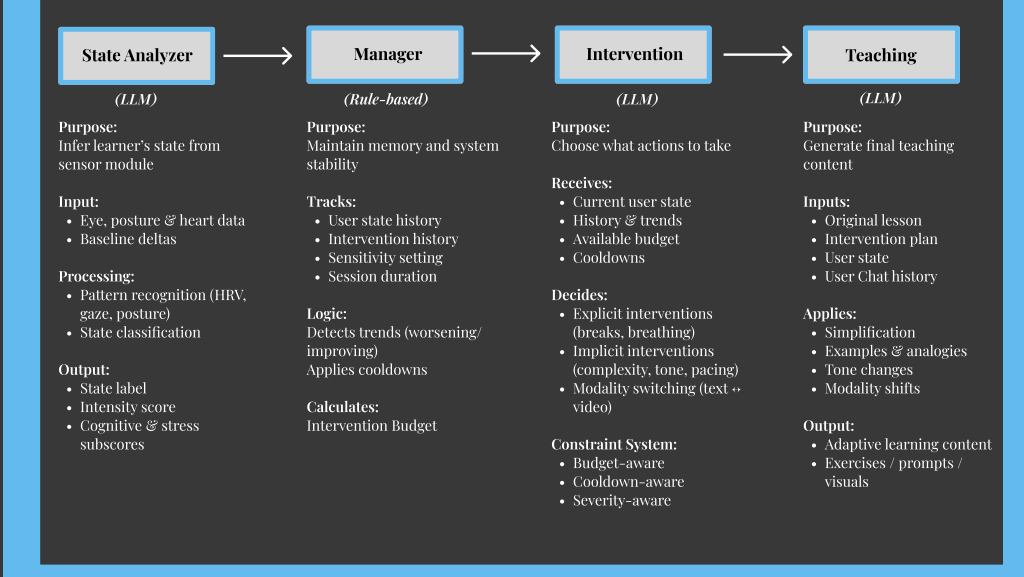 State Analyzer
Manager
Intervention
Teaching
(LLM)
Purpose:
Infer learner’s state from
sensor module
Input:
• Eye, posture & heart data
• Baseline deltas
Processing:
• Pattern recognition (HRV,
gaze, posture)
• State classification
Output:
• State label
• Intensity score
• Cognitive & stress
subscores
(Rule-based)
Purpose:
Maintain memory and system
stability
Tracks:
• User state history
• Intervention history
• Sensitivity setting
• Session duration
Logic:
Detects trends (worsening/
improving)
Applies cooldowns
Calculates:
Intervention Budget
(LLM)
Purpose:
Choose what actions to take
Receives:
• Current user state
• History & trends
• Available budget
• Cooldowns
Decides:
• Explicit interventions
(breaks, breathing)
• Implicit interventions
(complexity, tone, pacing)
• Modality switching (text ↔
video)
Constraint System:
• Budget-aware
• Cooldown-aware
• Severity-aware
(LLM)
Purpose:
Generate final teaching
content
Inputs:
• Original lesson
• Intervention plan
• User state
• User Chat history
Applies:
• Simplification
• Examples & analogies
• Tone changes
• Modality shifts
Output:
• Adaptive learning content
• Exercises / prompts /
visuals